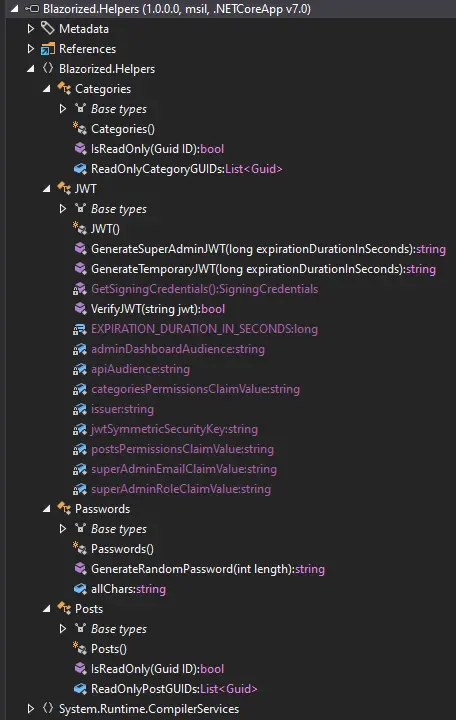 Blazorized.Helpers (1.0.0.0, msil, .NETCoreApp v7.0)
Metadata
References
Blazorized.Helpers
Categories
Base types
Categories()
IsReadOnly(Guid ID):bool
ReadOnlyCategoryGUIDs:List<Guid>
JWT
Base types
JWT()
GenerateSuperAdminJWT(long expirationDurationInSeconds):string
GenerateTemporaryJWT(long expirationDurationInSeconds):string
GetSigningCredentials():SigningCredentials
VerifyJWT(string jwt):bool
EXPIRATION_DURATION_IN_SECONDS:long
adminDashboardAudience:string
apiAudience:string
categoriesPermissionsClaimValue:string
issuer:string
jwtSymmetricSecurityKey:string
postsPermissionsClaimValue:string
superAdminEmailClaimValue:string
superAdminRoleClaimValue:string
Passwords
Base types
Passwords()
GenerateRandomPassword(int length):string
allChars:string
Posts
Base types
Posts()
IsReadOnly(Guid ID):bool
ReadOnlyPostGUIDs:List<Guid>
System.Runtime.CompilerServices